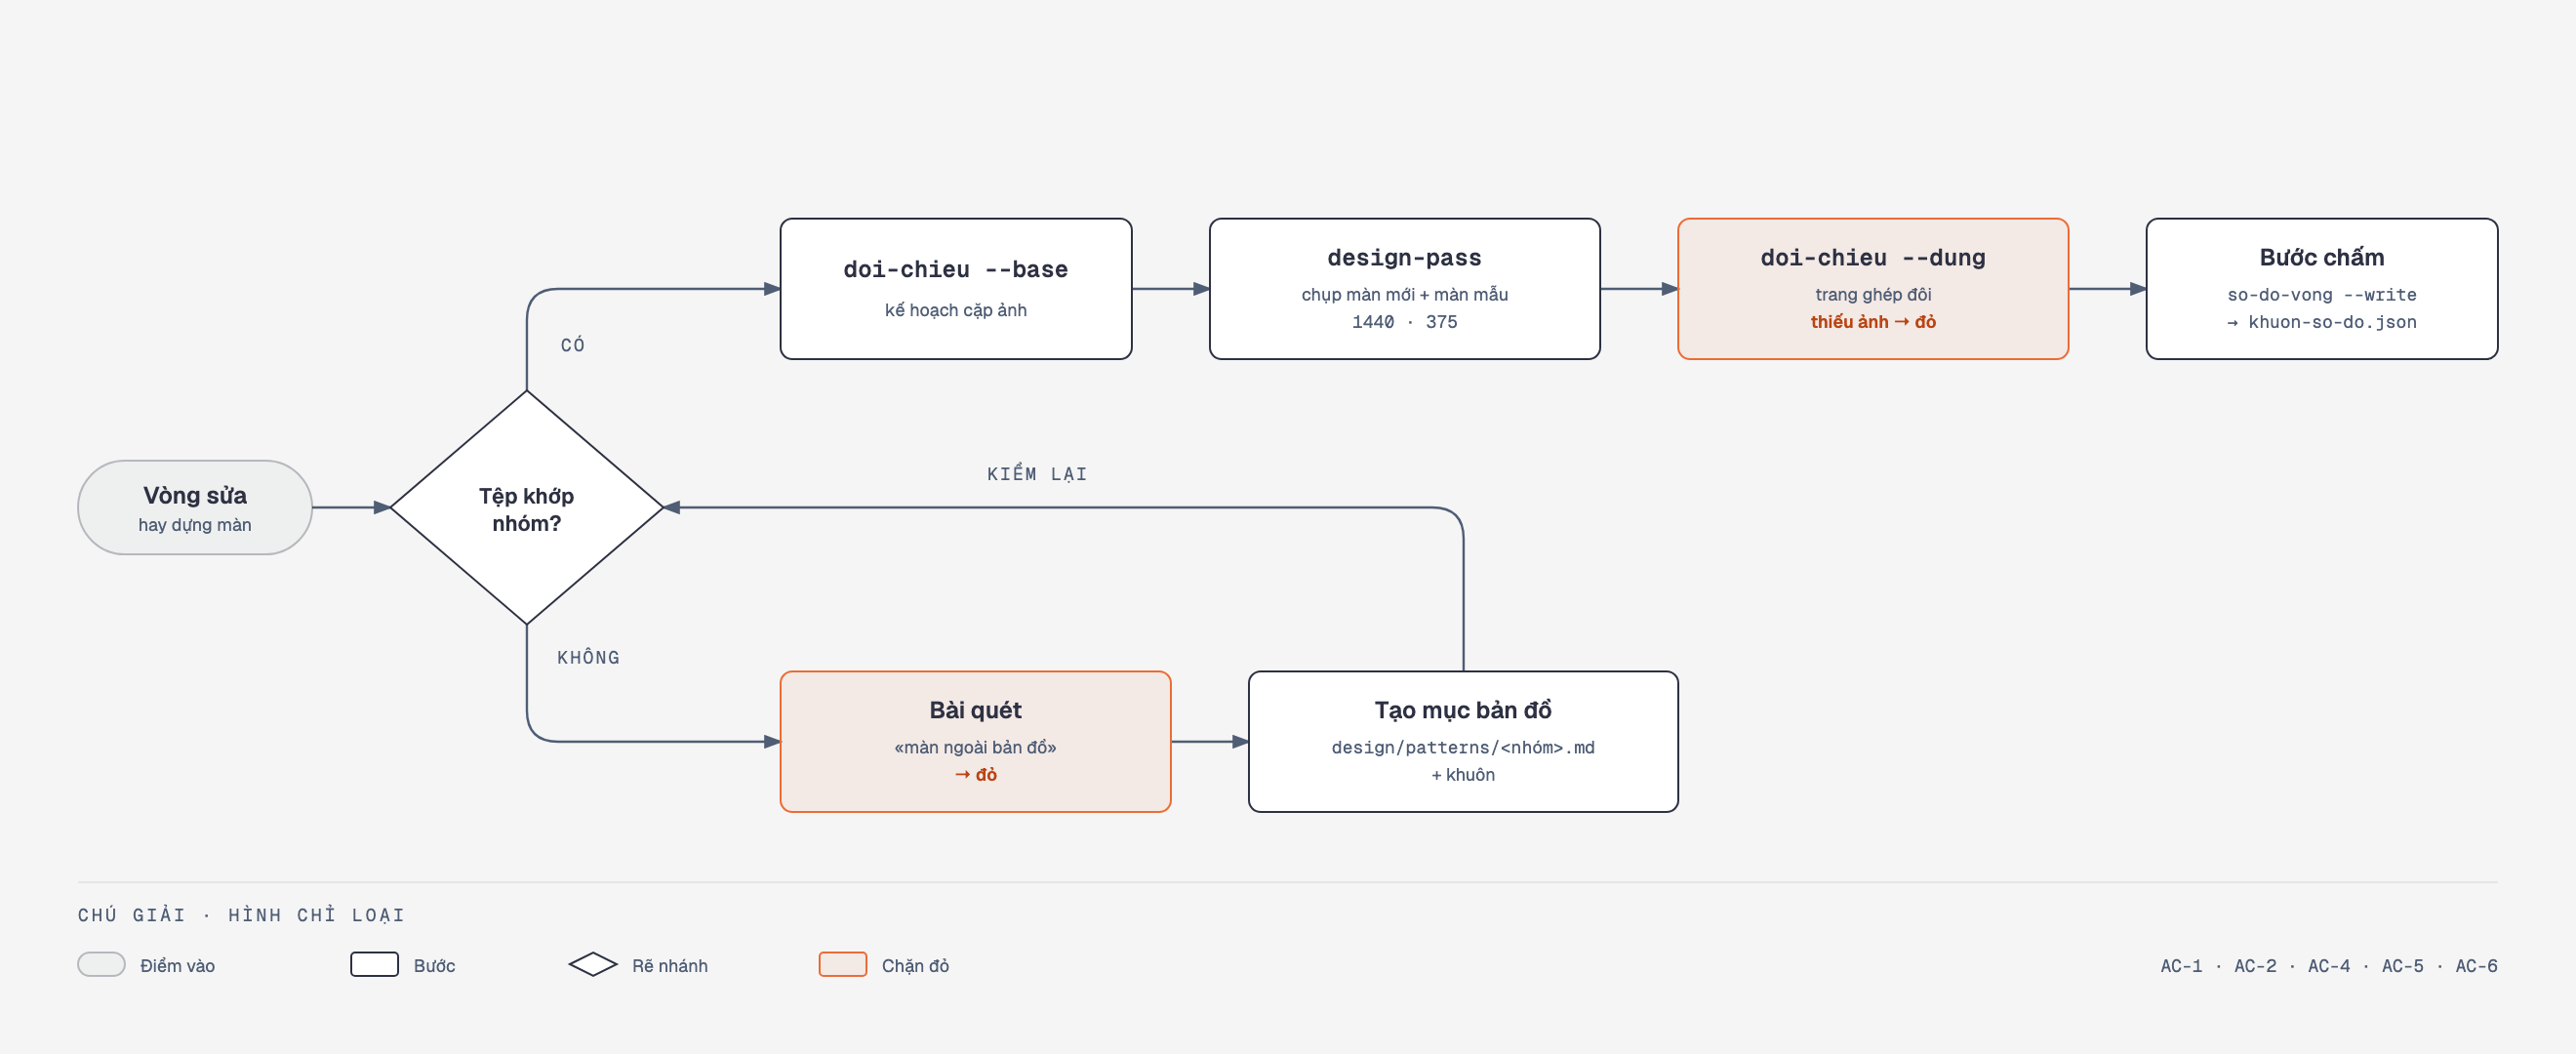 doi-chieu --base
kế hoạch cặp ảnh
design-pass
chụp màn mới + màn mẫu
1440 · 375
doi-chieu --dung
trang ghép đôi
thiếu ảnh → đỏ
Bước chấm
so-do-vong --write
→ khuon-so-do.json
CÓ
Vòng sửa
hay dựng màn
Tệp khớp
nhóm?
KIỂM LẠI
KHÔNG
Bài quét
«màn ngoài bản đồ»
→ đỏ
Tạo mục bản đồ
design/patterns/<nhóm>.md
+ khuôn
CHÚ GIẢI · HÌNH CHỈ LOẠI
Điểm vào
Bước
Rẽ nhánh
Chặn đỏ
AC-1 · AC-2 · AC-4 · AC-5 · AC-6